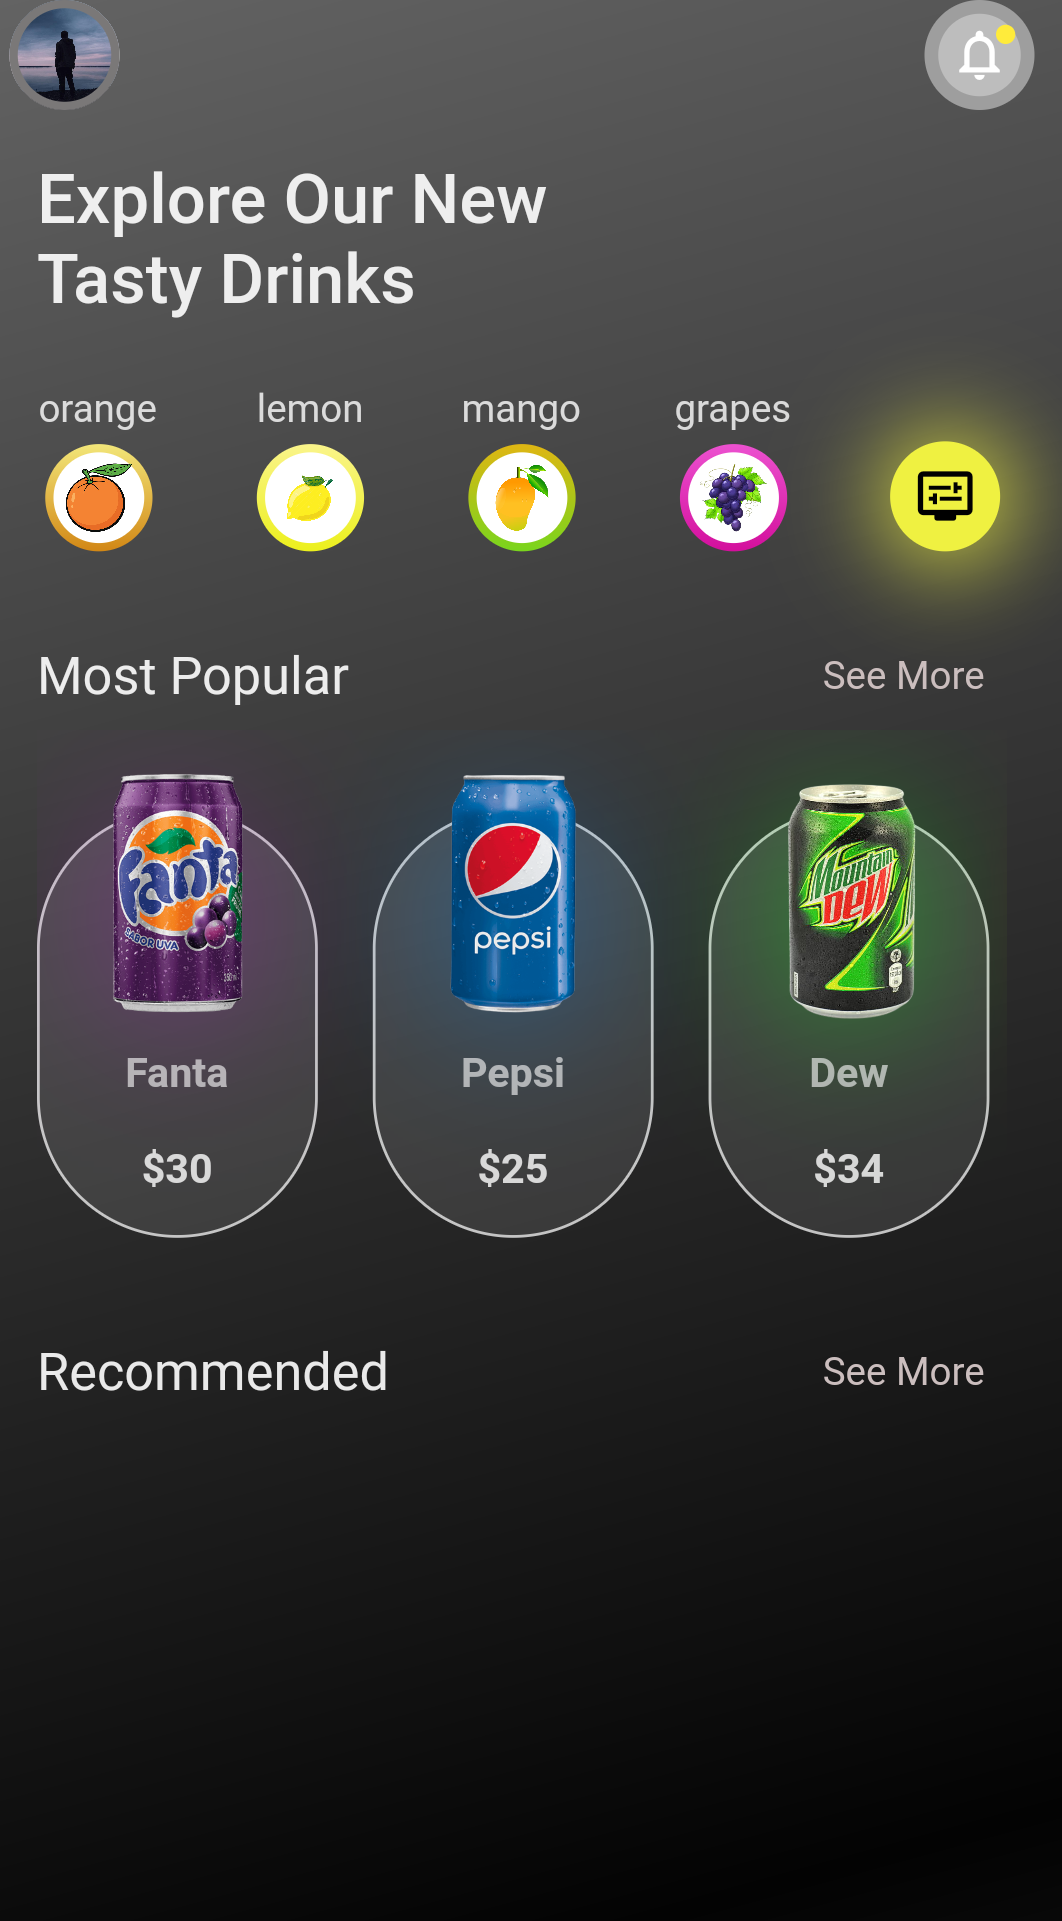 Explore Our New
Tasty Drinks
orange lemon mango grapes
Most Popular See More
Fanta
SABOR UVA
pepsi
Mountain
Dew
Fanta Pepsi Dew
$30 $25 $34
Recommended See More